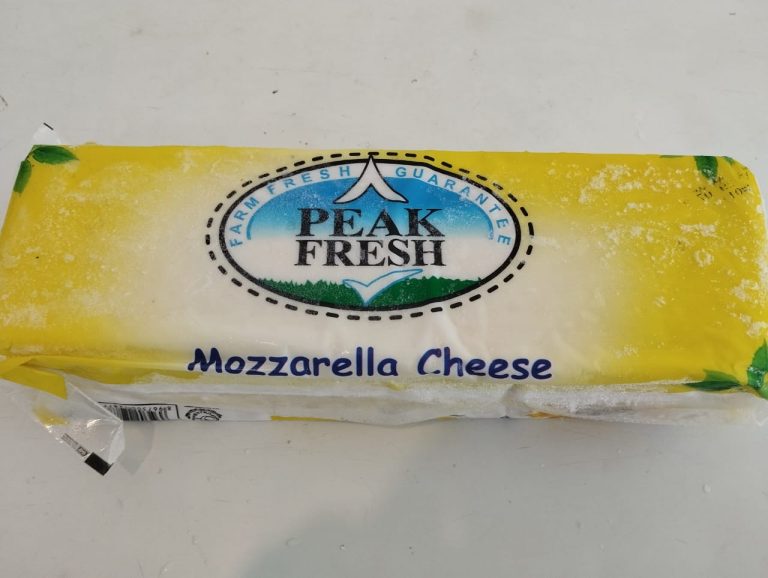 FARM FRESH GUARANTEE
PEAK
FRESH
Mozzarella Cheese